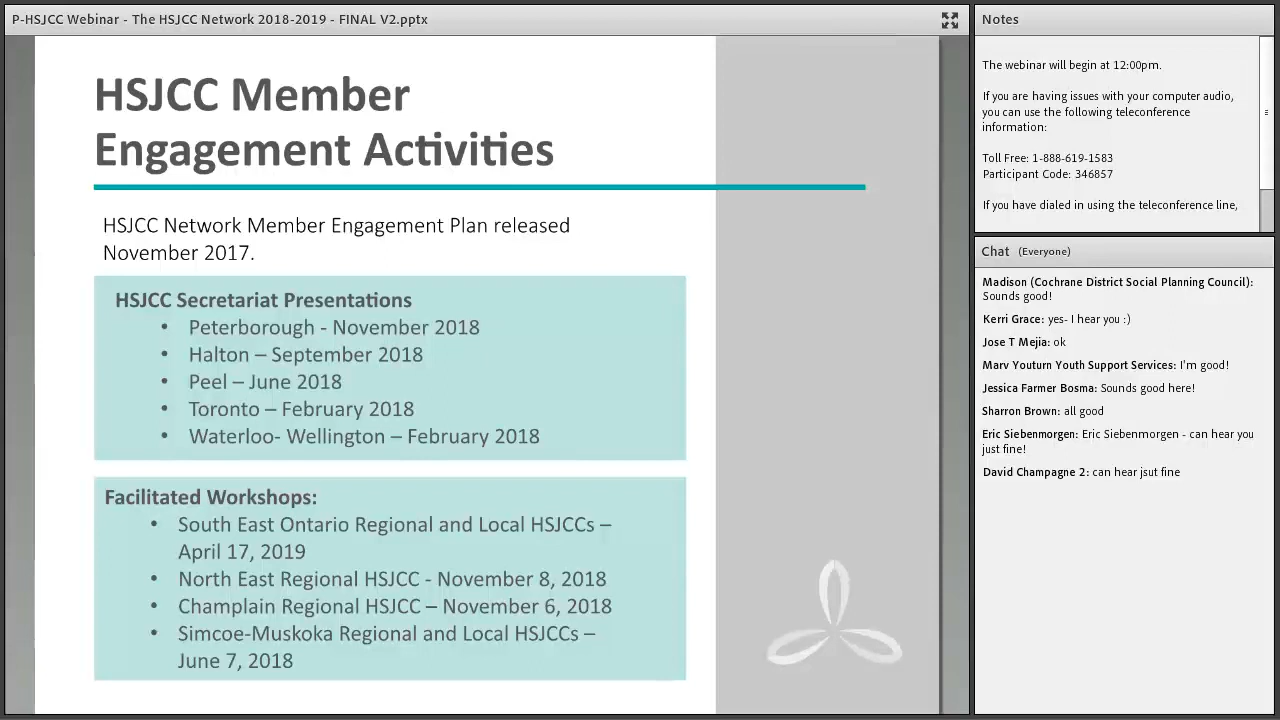 P-HSJCC Webinar - The HSJCC Network 2018-2019 - FINAL V2.pptx
HSJCC Member
Engagement Activities
HSJCC Network Member Engagement Plan released
November 2017.
HSJCC Secretariat Presentations
• Peterborough - November 2018
• Halton – September 2018
• Peel – June 2018
• Toronto – February 2018
• Waterloo- Wellington – February 2018
Facilitated Workshops:
• South East Ontario Regional and Local HSJCCs –
April 17, 2019
• North East Regional HSJCC - November 8, 2018
• Champlain Regional HSJCC – November 6, 2018
• Simcoe-Muskoka Regional and Local HSJCCs –
June 7, 2018
Notes
The webinar will begin at 12:00pm.
If you are having issues with your computer audio,
you can use the following teleconference
information:
Toll Free: 1-888-619-1583
Participant Code: 346857
If you have dialed in using the teleconference line,
Chat (Everyone)
Madison (Cochrane District Social Planning Council):
Sounds good!
Kerri Grace: yes- I hear you :)
Jose T Mejia: ok
Marv Youturn Youth Support Services: I'm good!
Jessica Farmer Bosma: Sounds good here!
Sharron Brown: all good
Eric Siebenmorgen: Eric Siebenmorgen - can hear you
just fine!
David Champagne 2: can hear jsut fine